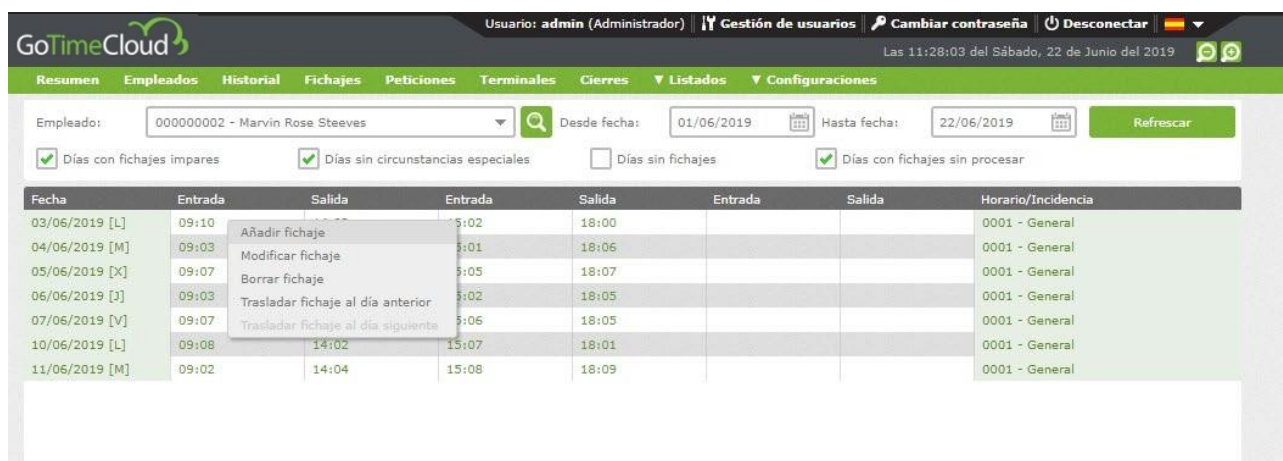 Usuario: admin (Administrador) Gestión de usuarios Cambiar contraseña Desconectar
GoTimeCloud
Las 11:28:03 del Sábado, 22 de Junio del 2019
Resumen Empleados Historial Fichajes Peticiones Terminales Cierres ▼ Listados ▼ Configuraciones
Empleado: 000000002 - Marvin Rose Steeves Desde fecha: 01/06/2019 Hasta fecha: 22/06/2019 Refrescar
Días con fichajes impares Días sin circunstancias especiales Días sin fichajes Días con fichajes sin procesar
Fecha Entrada Salida Entrada Salida Entrada Salida Horario/Incidencia
03/06/2019 [L] 09:10 18:00 0001 - General
Añadir fichaje
04/06/2019 [M] 09:03 18:06 0001 - General
Modificar fichaje
05/06/2019 [X] 09:07 18:07 0001 - General
Borrar fichaje
06/06/2019 [J] 09:03 18:05 0001 - General
Trasladar fichaje al día anterior
07/06/2019 [V] 09:07 18:05 0001 - General
Trasladar fichaje al día siguiente
10/06/2019 [L] 09:08 14:02 15:07 18:01 0001 - General
11/06/2019 [M] 09:02 14:04 15:08 18:09 0001 - General